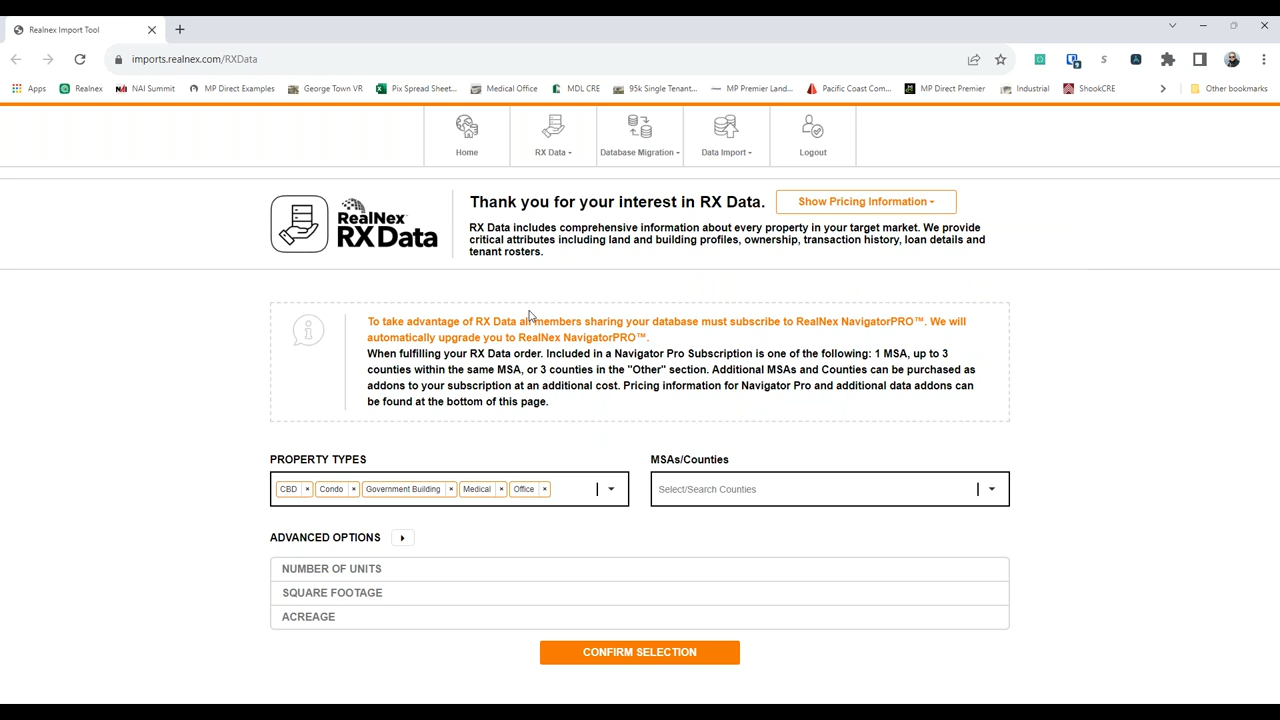 Realnex Import Tool
imports.realnex.com/RXData
Apps Realnex NAI Summit MP Direct Examples George Town VR Pix Spread Sheet... Medical Office MDL CRE 95k Single Tenant... MP Premier Land... Pacific Coast Com... MP Direct Premier Industrial ShookCRE Other bookmarks
Home RX Data Database Migration Data Import Logout
RealNex
RX Data
Thank you for your interest in RX Data. Show Pricing Information
RX Data includes comprehensive information about every property in your target market. We provide
critical attributes including land and building profiles, ownership, transaction history, loan details and
tenant rosters.
To take advantage of RX Data all members sharing your database must subscribe to RealNex NavigatorPRO™. We will
automatically upgrade you to RealNex NavigatorPRO™.
When fulfilling your RX Data order. Included in a Navigator Pro Subscription is one of the following: 1 MSA, up to 3
counties within the same MSA, or 3 counties in the "Other" section. Additional MSAs and Counties can be purchased as
addons to your subscription at an additional cost. Pricing information for Navigator Pro and additional data addons can
be found at the bottom of this page.
PROPERTY TYPES MSAs/Counties
CBD × Condo × Government Building × Medical × Office × Select/Search Counties
ADVANCED OPTIONS
NUMBER OF UNITS
SQUARE FOOTAGE
ACREAGE
CONFIRM SELECTION